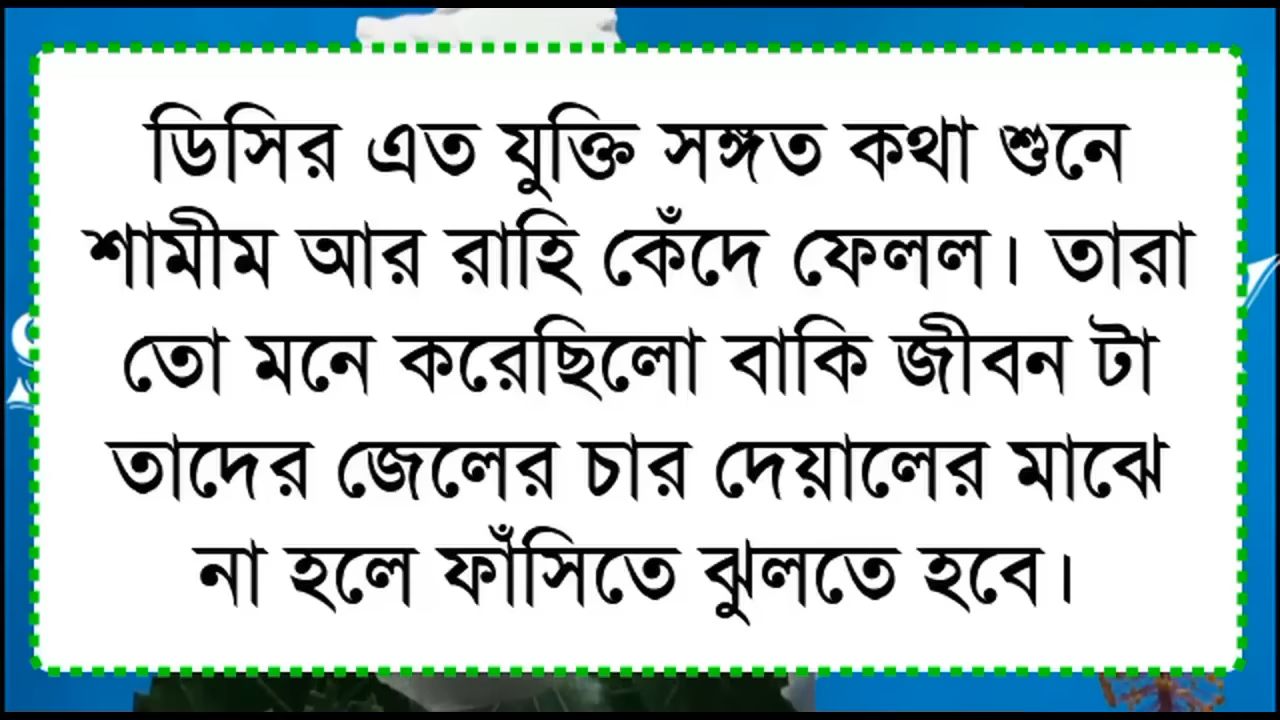 ডিসির এত যুক্তি সঙ্গত কথা শুনে
শামীম আর রাহি কেঁদে ফেলল। তারা
তো মনে করেছিলো বাকি জীবন টা
তাদের জেলের চার দেয়ালের মাঝে
না হলে ফাঁসিতে ঝুলতে হবে।